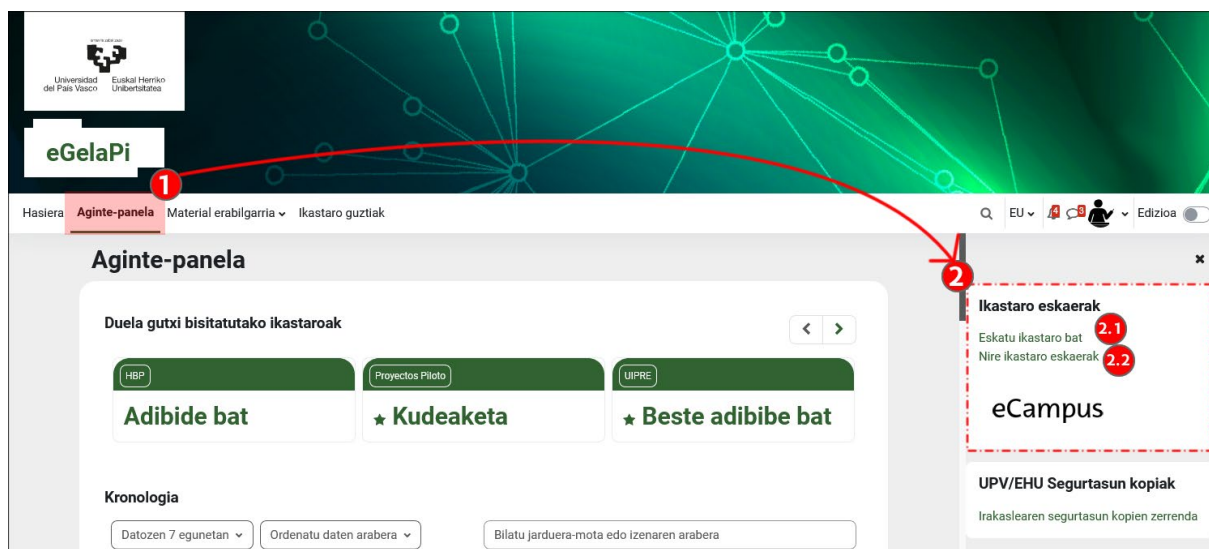 Universidad del País Vasco
Euskal Herriko Unibertsitatea
eGelaPi
1
Hasiera Aginte-panela Material erabilgarria Ikastaro guztiak
EU 4 3 Edizioa
Aginte-panela
2
Duela gutxi bisitatutako ikastaroak
HBP
Adibide bat
Proyectos Piloto
Kudeaketa
UIPRE
Beste adibibe bat
Kronologia
Datozen 7 egunetan
Ordenatu daten arabera
Bilatu jarduera-mota edo izenaren arabera
Ikastaro eskaerak
Eskatu ikastaro bat 2.1
Nire ikastaro eskaerak 2.2
eCampus
UPV/EHU Segurtasun kopiak
Irakaslearen segurtasun kopien zerrenda